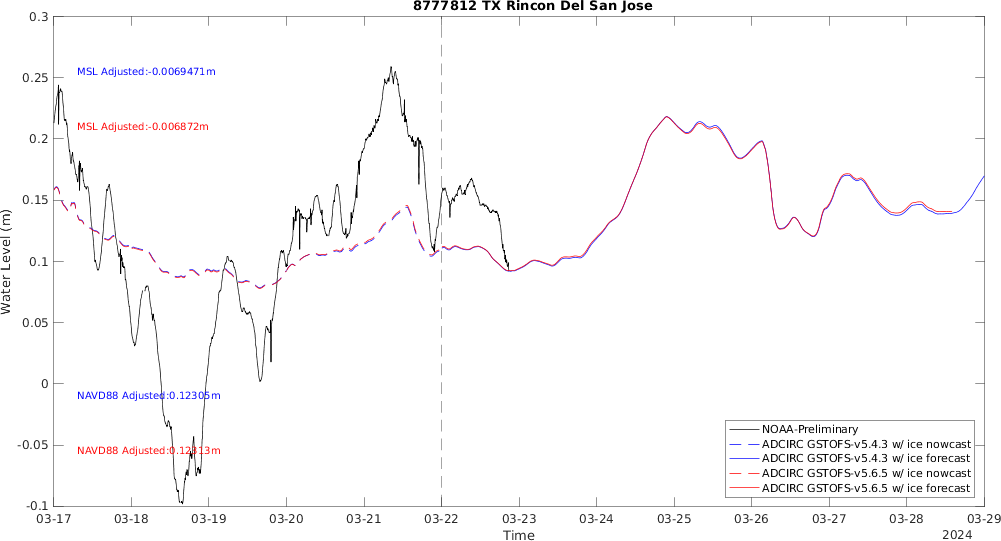 8777812 TX Rincon Del San Jose
Water Level (m)
0.3
0.25
0.2
0.15
0.1
0.05
0
-0.05
-0.1
MSL Adjusted:-0.0069471m
MSL Adjusted:-0.006872m
NAVD88 Adjusted:0.12305m
NAVD88 Adjusted:0.12313m
NOAA-Preliminary
ADCIRC GSTOFS-v5.4.3 w/ ice nowcast
ADCIRC GSTOFS-v5.4.3 w/ ice forecast
ADCIRC GSTOFS-v5.6.5 w/ ice nowcast
ADCIRC GSTOFS-v5.6.5 w/ ice forecast
03-17 03-18 03-19 03-20 03-21 03-22 03-23 03-24 03-25 03-26 03-27 03-28 03-29
Time
2024